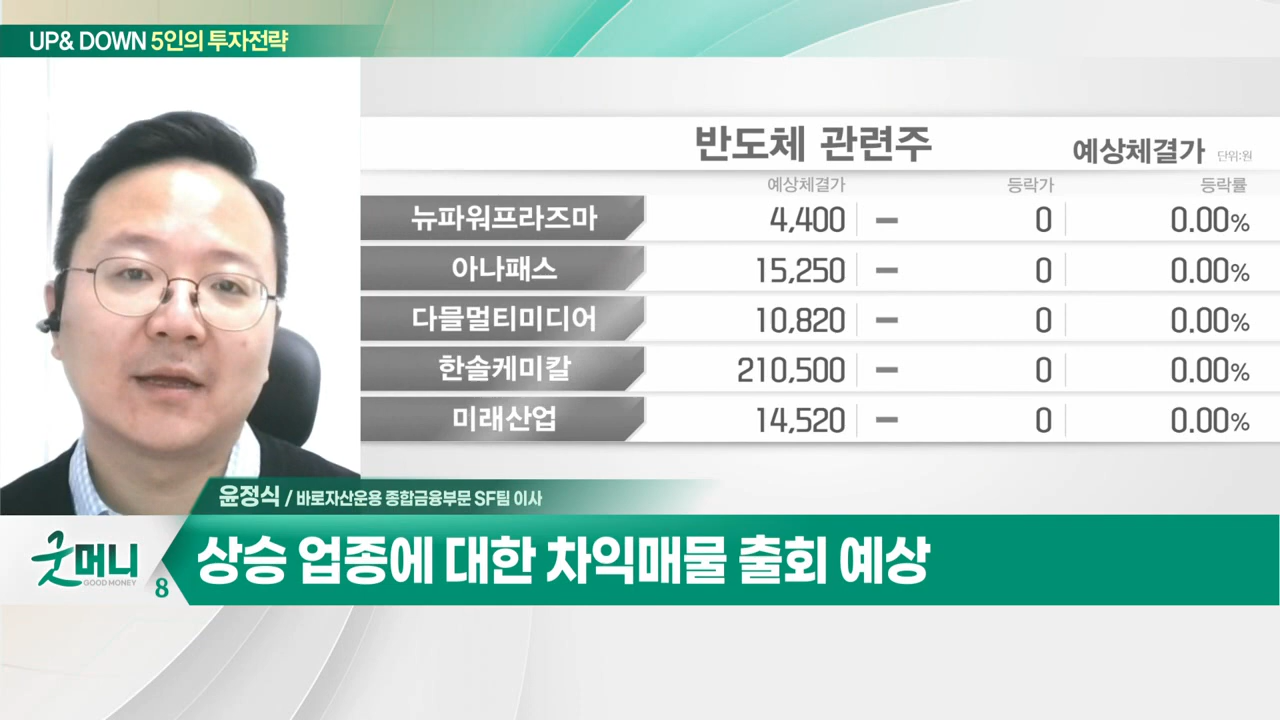 UP& DOWN 5인의 투자전략
반도체 관련주 예상체결가 단위:원
예상체결가 등락가 등락률
뉴파워프라즈마 4,400 – 0 0.00%
아나패스 15,250 – 0 0.00%
다믈멀티미디어 10,820 – 0 0.00%
한솔케미칼 210,500 – 0 0.00%
미래산업 14,520 – 0 0.00%
윤정식 / 바로자산운용 종합금융부문 SF팀 이사
굿머니
GOOD MONEY
8
상승 업종에 대한 차익매물 출회 예상